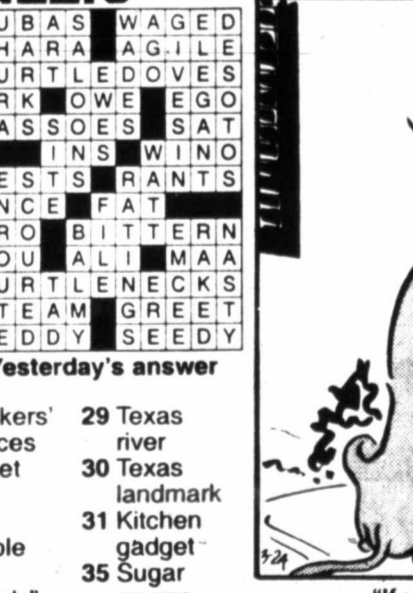 UBAS WAGED
HARA AGILE
URTLEDOVES
RK OWE EGO
ASSOES SAT
INS WINO
ESTS RANTS
NCE FAT
RO BITTERN
OU ALI MAA
URTLENECKS
TEAM GREET
EDDY SEEDY
Yesterday's answer
kers'
ces
et
ole
29 Texas
river
30 Texas
landmark
31 Kitchen
gadget
35 Sugar
3-24